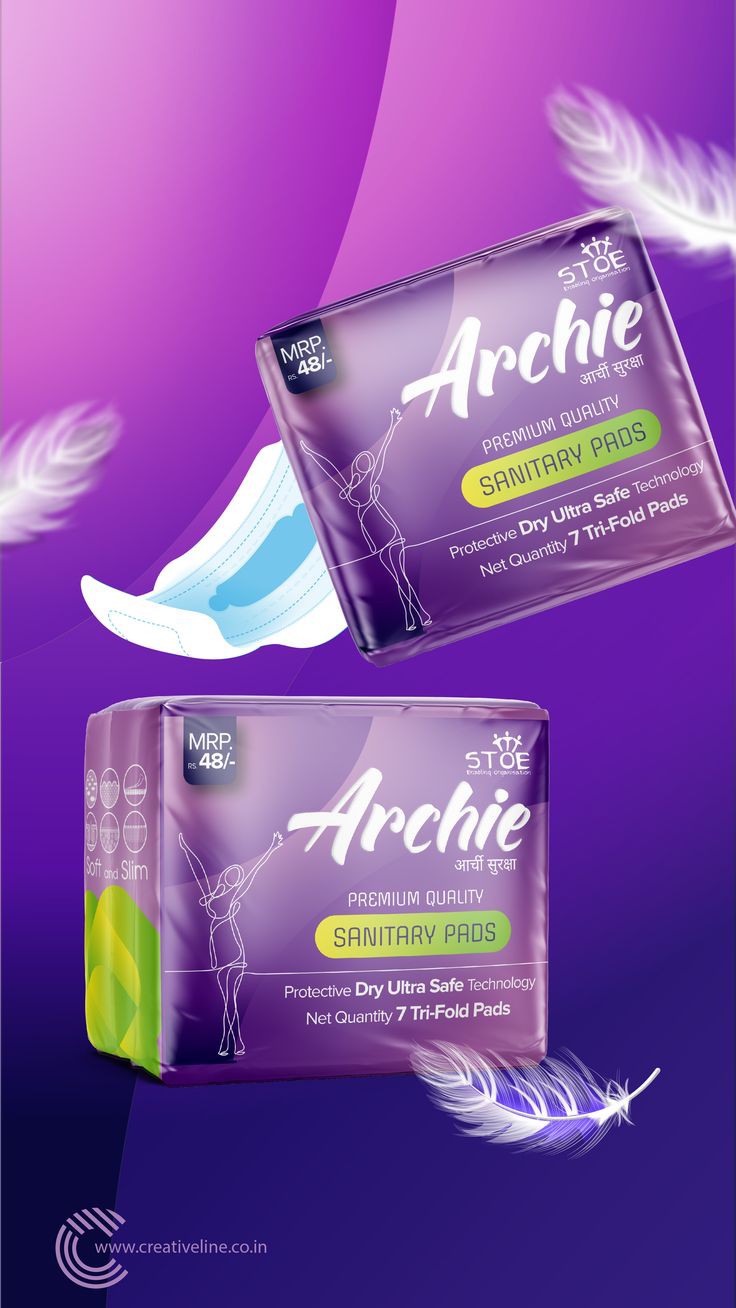 STOE
Enabling Organisation
MRP.
RS. 48/-
Archie
आर्ची सुरक्षा
PREMIUM QUALITY
SANITARY PADS
Protective Dry Ultra Safe Technology
Net Quantity 7 Tri-Fold Pads
MRP.
RS. 48/-
STOE
Enabling Organisation
Archie
आर्ची सुरक्षा
Soft and Slim
PREMIUM QUALITY
SANITARY PADS
Protective Dry Ultra Safe Technology
Net Quantity 7 Tri-Fold Pads
www.creativeline.co.in